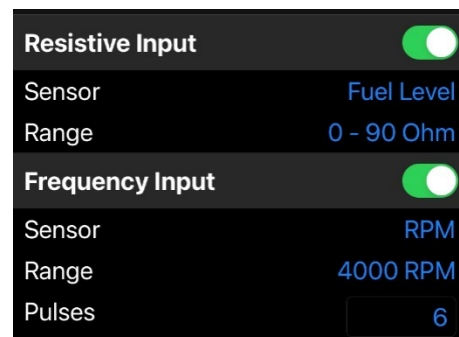 Resistive Input
Sensor Fuel Level
Range 0 - 90 Ohm
Frequency Input
Sensor RPM
Range 4000 RPM
Pulses 6